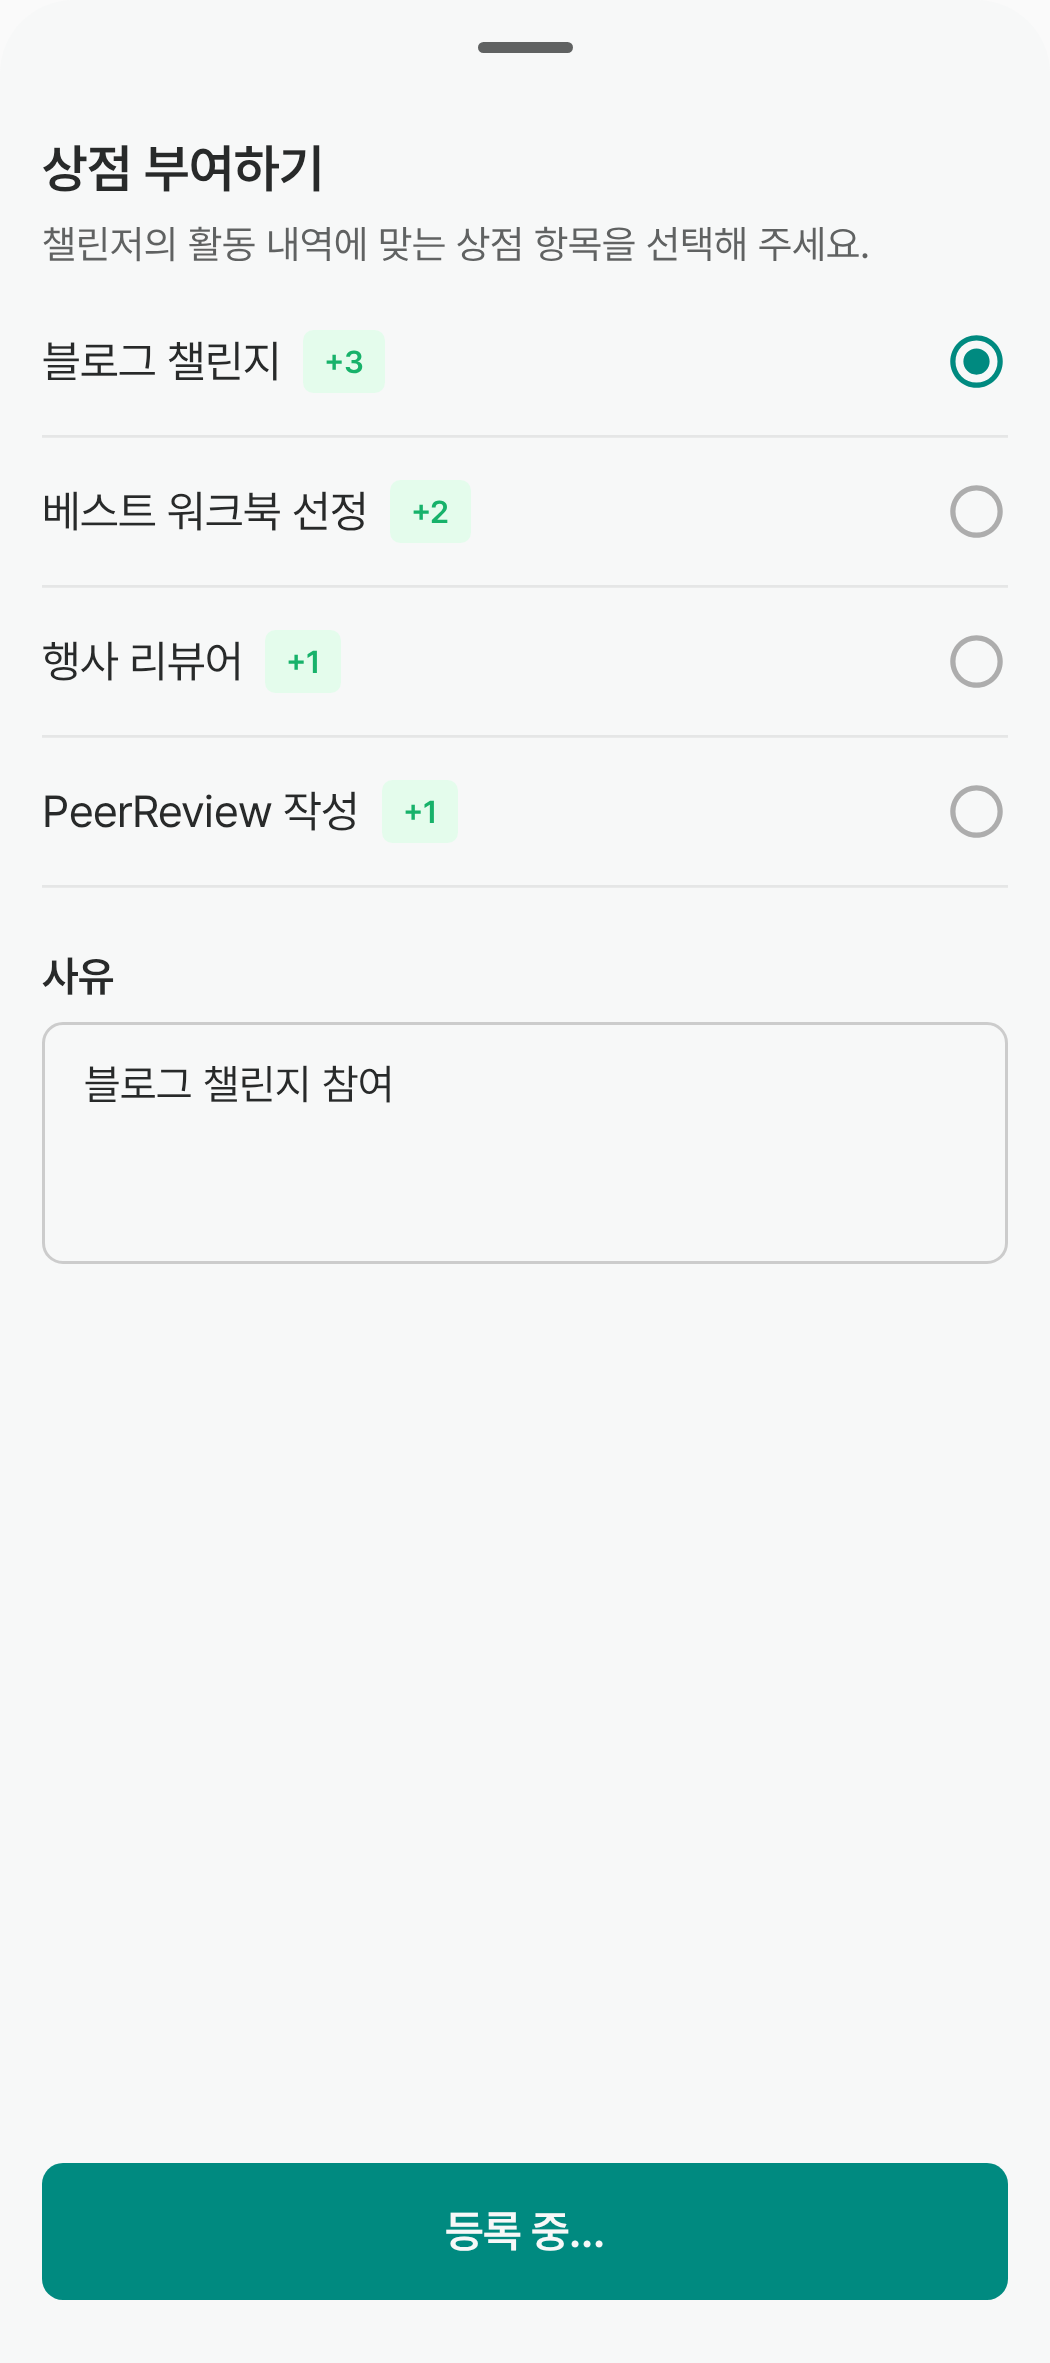 상점 부여하기
챌린저의 활동 내역에 맞는 상점 항목을 선택해 주세요.
블로그 챌린지 +3
베스트 워크북 선정 +2
행사 리뷰어 +1
PeerReview 작성 +1
사유
블로그 챌린지 참여
등록 중...